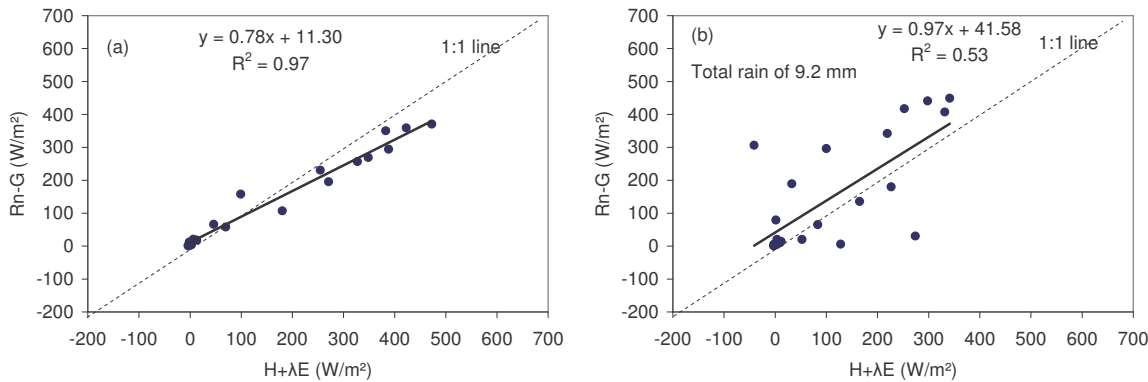 (a)
y = 0.78x + 11.30
R² = 0.97
1:1 line
700
600
500
400
300
200
100
0
-100
-200
Rn-G (W/m²)
-200 -100 0 100 200 300 400 500 600 700
H+λE (W/m²)
(b)
y = 0.97x + 41.58
R² = 0.53
1:1 line
Total rain of 9.2 mm
700
600
500
400
300
200
100
0
-100
-200
Rn-G (W/m²)
-200 -100 0 100 200 300 400 500 600 700
H+λE (W/m²)